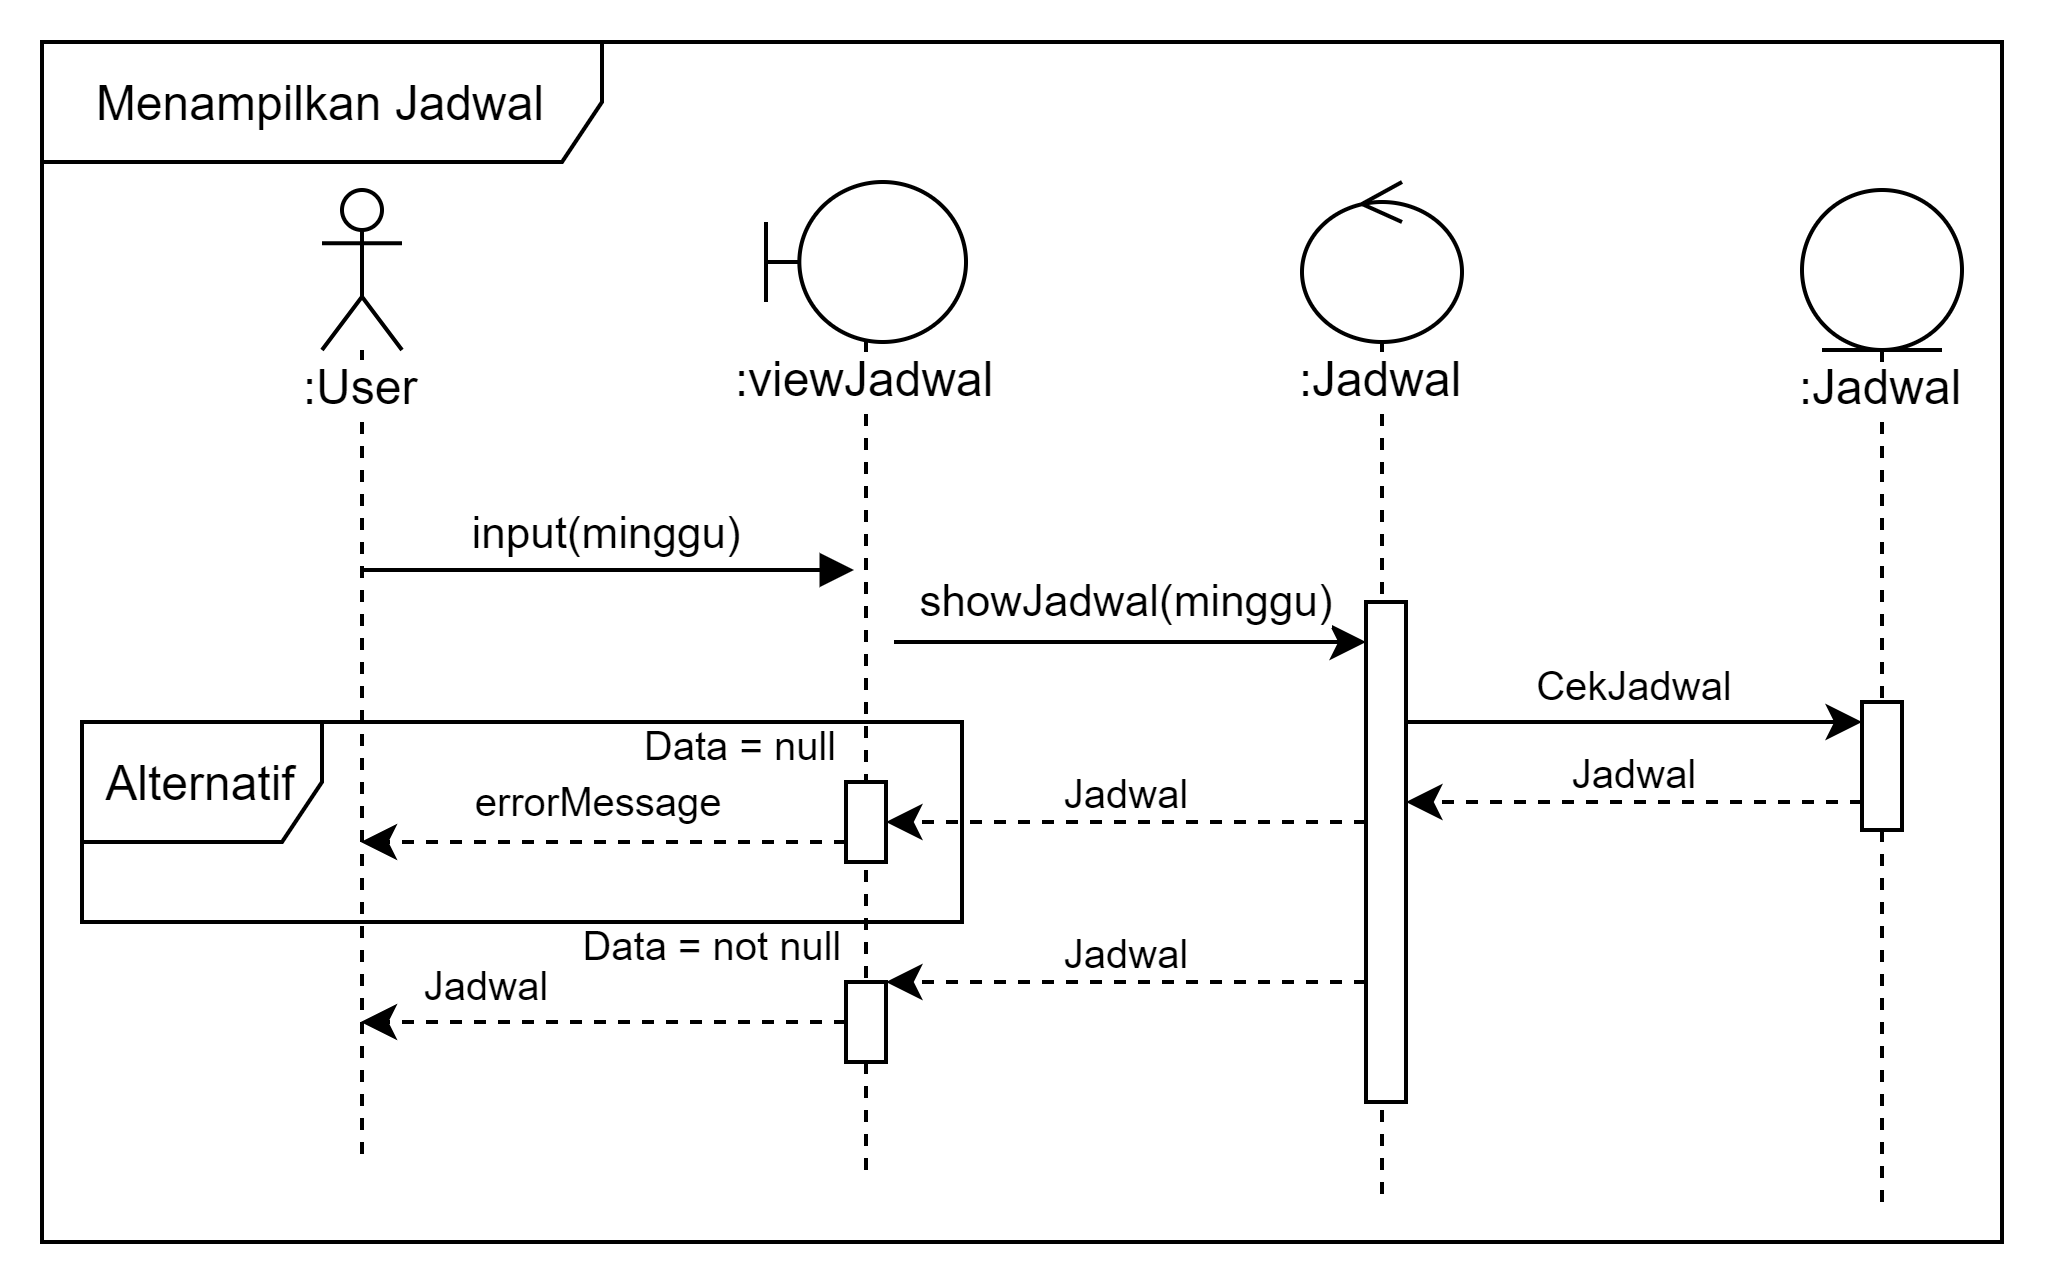 Menampilkan Jadwal
:User
:viewJadwal
:Jadwal
:Jadwal
input(minggu)
showJadwal(minggu)
CekJadwal
Alternatif
Data = null
errorMessage
Jadwal
Jadwal
Data = not null
Jadwal
Jadwal